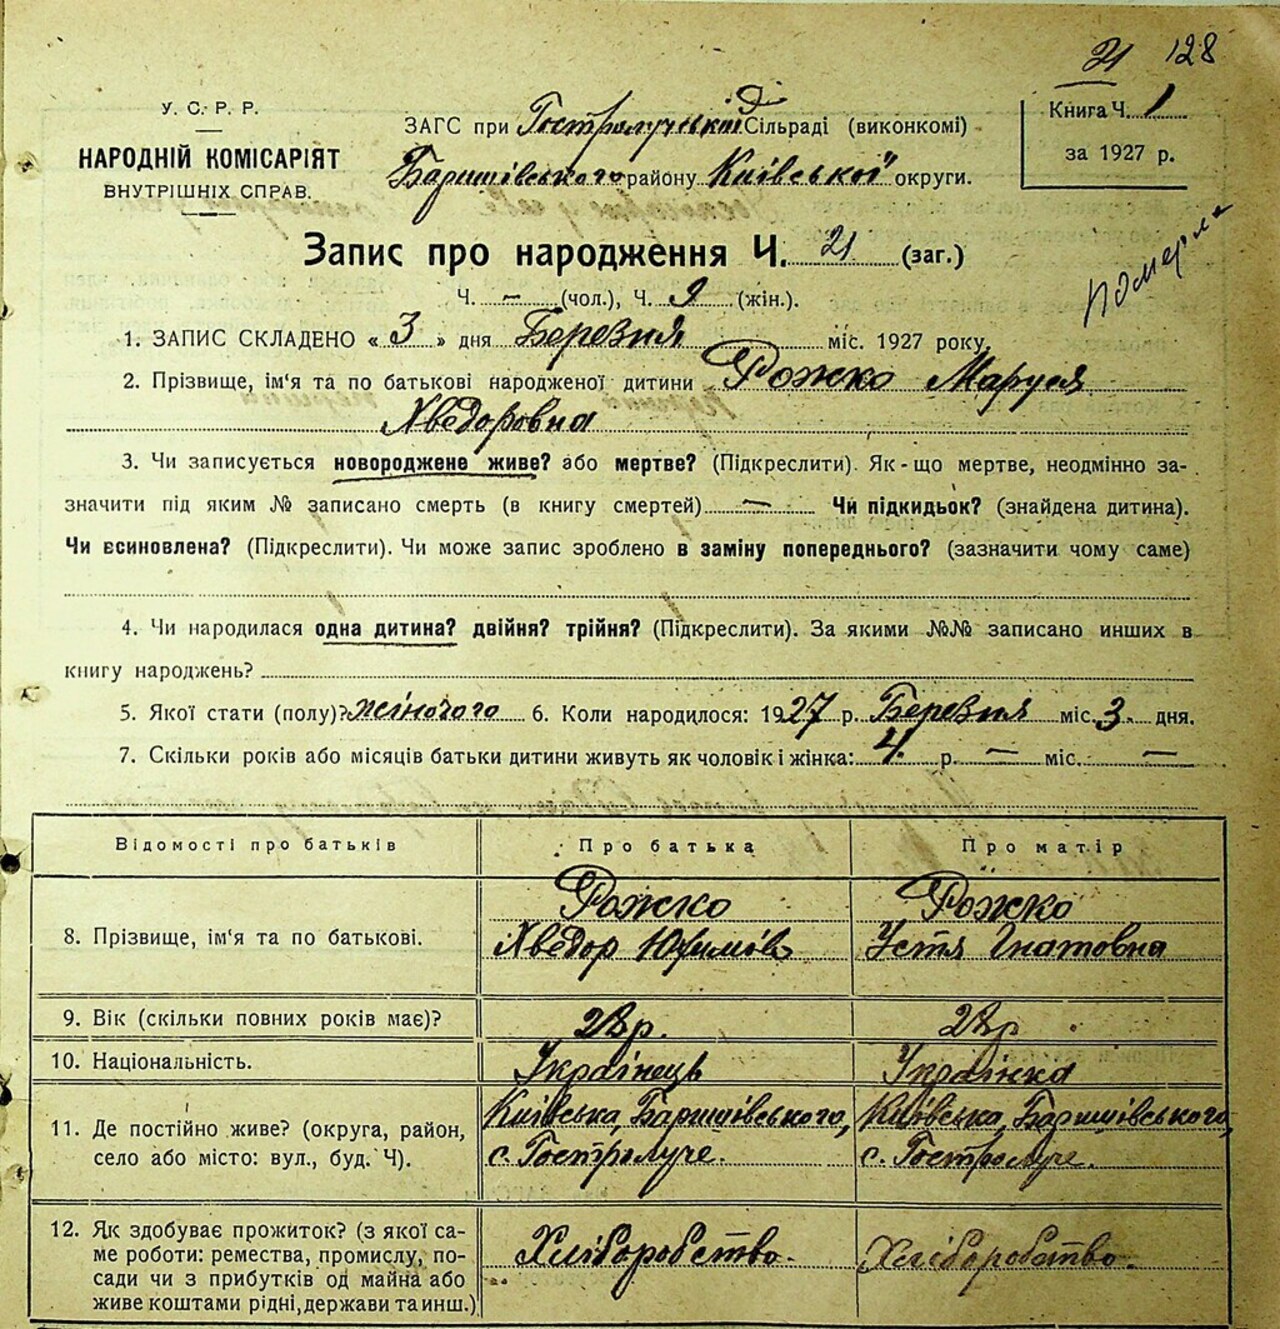 21 128
У. С. Р. Р.
НАРОДНІЙ КОМІСАРІЯТ
ВНУТРІШНІХ СПРАВ.
ЗАГС при Гостролуцькій Сільраді (виконкомі)
Баришівського району Київської округи.
Книга Ч. 1
за 1927 р.
Померла
Запис про народження Ч. 21 (заг.)
Ч. — (чол.), Ч. 9 (жін.).
1. ЗАПИС СКЛАДЕНО « 3 » дня Березня міс. 1927 року.
2. Прізвище, ім'я та по батькові народженої дитини Рожко Маруся
Хведоровна
3. Чи записується новороджене живе? або мертве? (Підкреслити). Як-що мертве, неодмінно за-
значити під яким № записано смерть (в книгу смертей) — Чи підкидьок? (знайдена дитина).
Чи всиновлена? (Підкреслити). Чи може запис зроблено в заміну попереднього? (зазначити чому саме)
4. Чи народилася одна дитина? двійня? трійня? (Підкреслити). За якими №№ записано инших в
книгу народжень?
5. Якої стати (полу)? жіночого 6. Коли народилося: 1927 р. Березня міс. 3. дня.
7. Скільки років або місяців батьки дитини живуть як чоловік і жінка: 4 р. — міс. —
Відомості про батьків Про батька Про матір
8. Прізвище, ім'я та по батькові. Рожко Хведор Юхимов Рожко Устя Гнатовна
9. Вік (скільки повних років має)?
10. Національність. Українець Українка
11. Де постійно живе? (округа, район, село або місто: вул., буд. Ч). Київська, Баришівського, с. Гостролуче. Київська, Баришівського, с. Гостролуче.
12. Як здобуває прожиток? (з якої са-
ме роботи: ремества, промислу, по-
сади чи з прибутків од майна або
живе коштами рідні, держави та инш.) Хліборобство. Хліборобство.